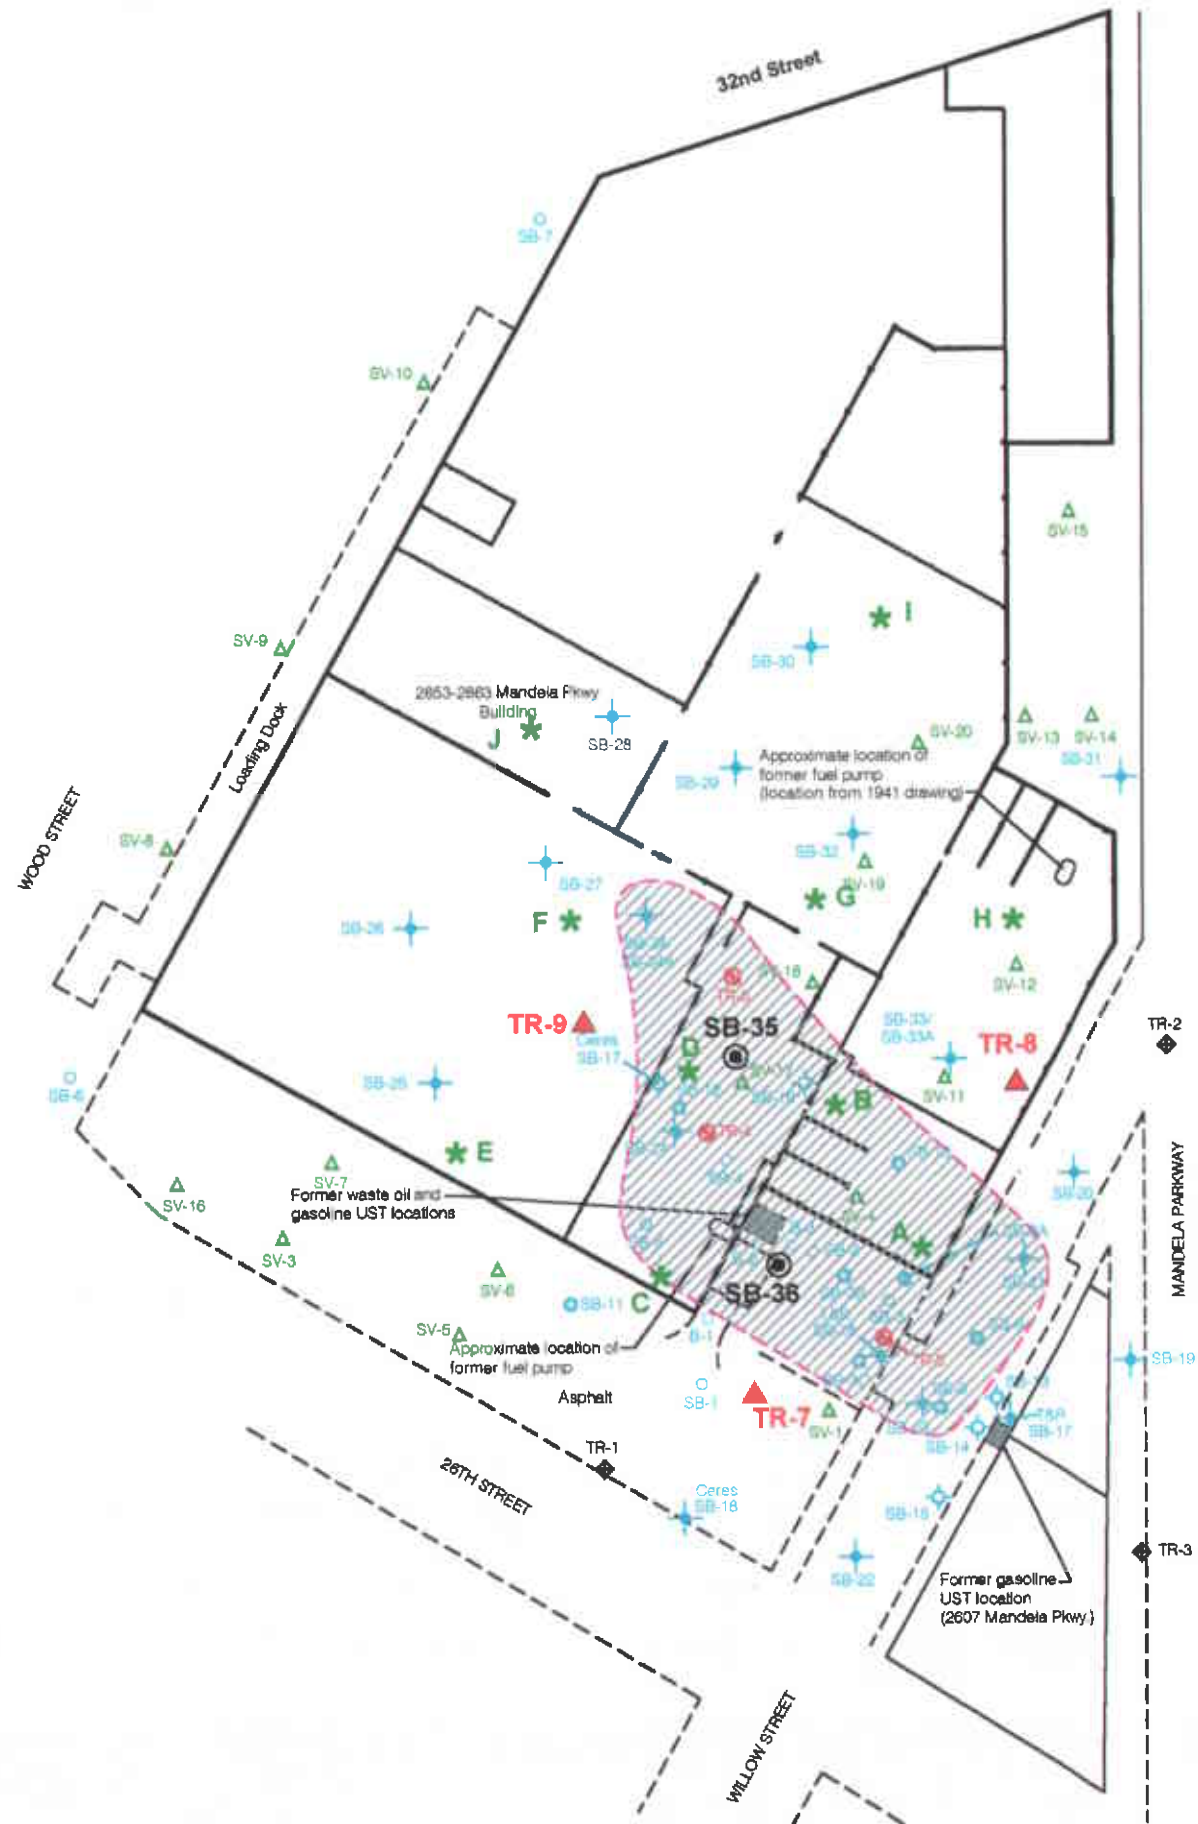 32nd Street
SB-7
SV-10
SV-15
I
SB-30
SV-9
2853-2863 Mandela Pkwy
Building
J
SB-28
SV-20
SV-13
SV-14
SB-31
Loading Dock
SB-29
Approximate location of
former fuel pump
(location from 1941 drawing)
WOOD STREET
SV-8
SB-32
SV-19
SB-27
G
F
H
SB-26
SV-18
SV-12
TR-9
SB-35
SB-33/
SB-33A
TR-8
TR-2
Ceres
SB-17
D
SB-6
SB-25
SV-11
B
E
MANDELA PARKWAY
SV-7
SV-16
Former waste oil and
gasoline UST locations
SB-20
SV-3
A
SV-6
SB-36
SB-11
C
SV-5
B-1
Approximate location of
former fuel pump
SB-19
Asphalt
SB-1
TR-7
SV-1
SB-17
SB-14
TR-1
26TH STREET
Ceres
SB-18
SB-15
TR-3
SB-22
Former gasoline
UST location
(2607 Mandela Pkwy)
WILLOW STREET